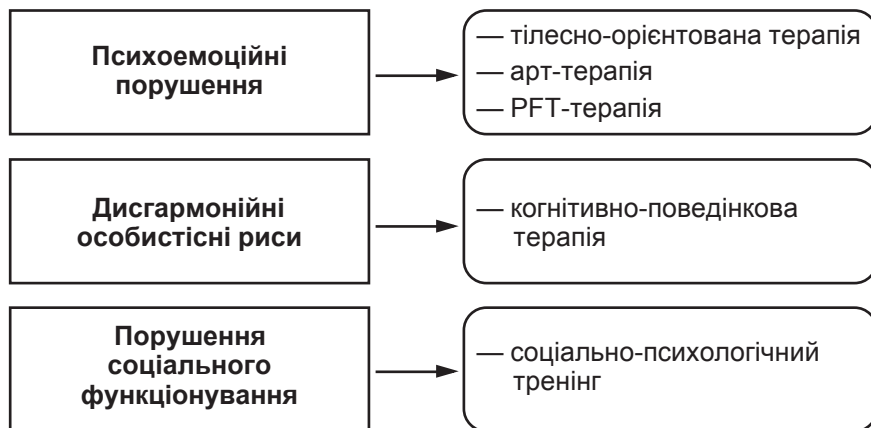 Психоемоційні
порушення
— тілесно-орієнтована терапія
— арт-терапія
— PFT-терапія
Дисгармонійні
особистісні риси
— когнітивно-поведінкова
терапія
Порушення
соціального
функціонування
— соціально-психологічний
тренінг